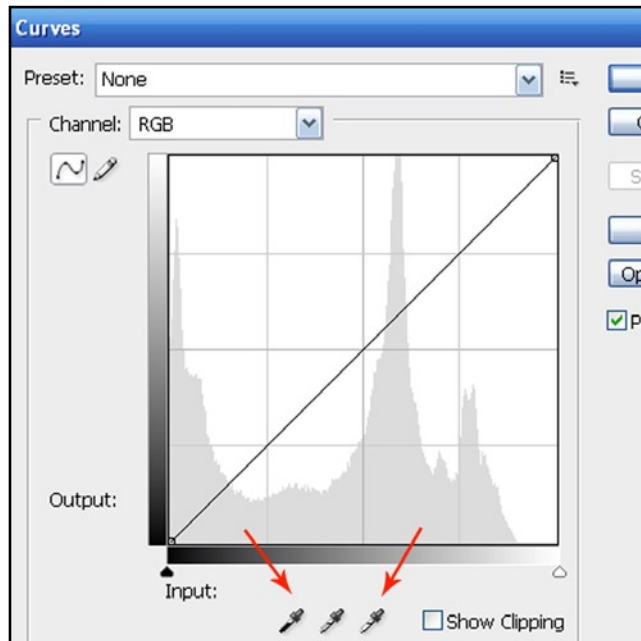 Curves
Preset: None
Channel: RGB
Output:
Input:
Show Clipping